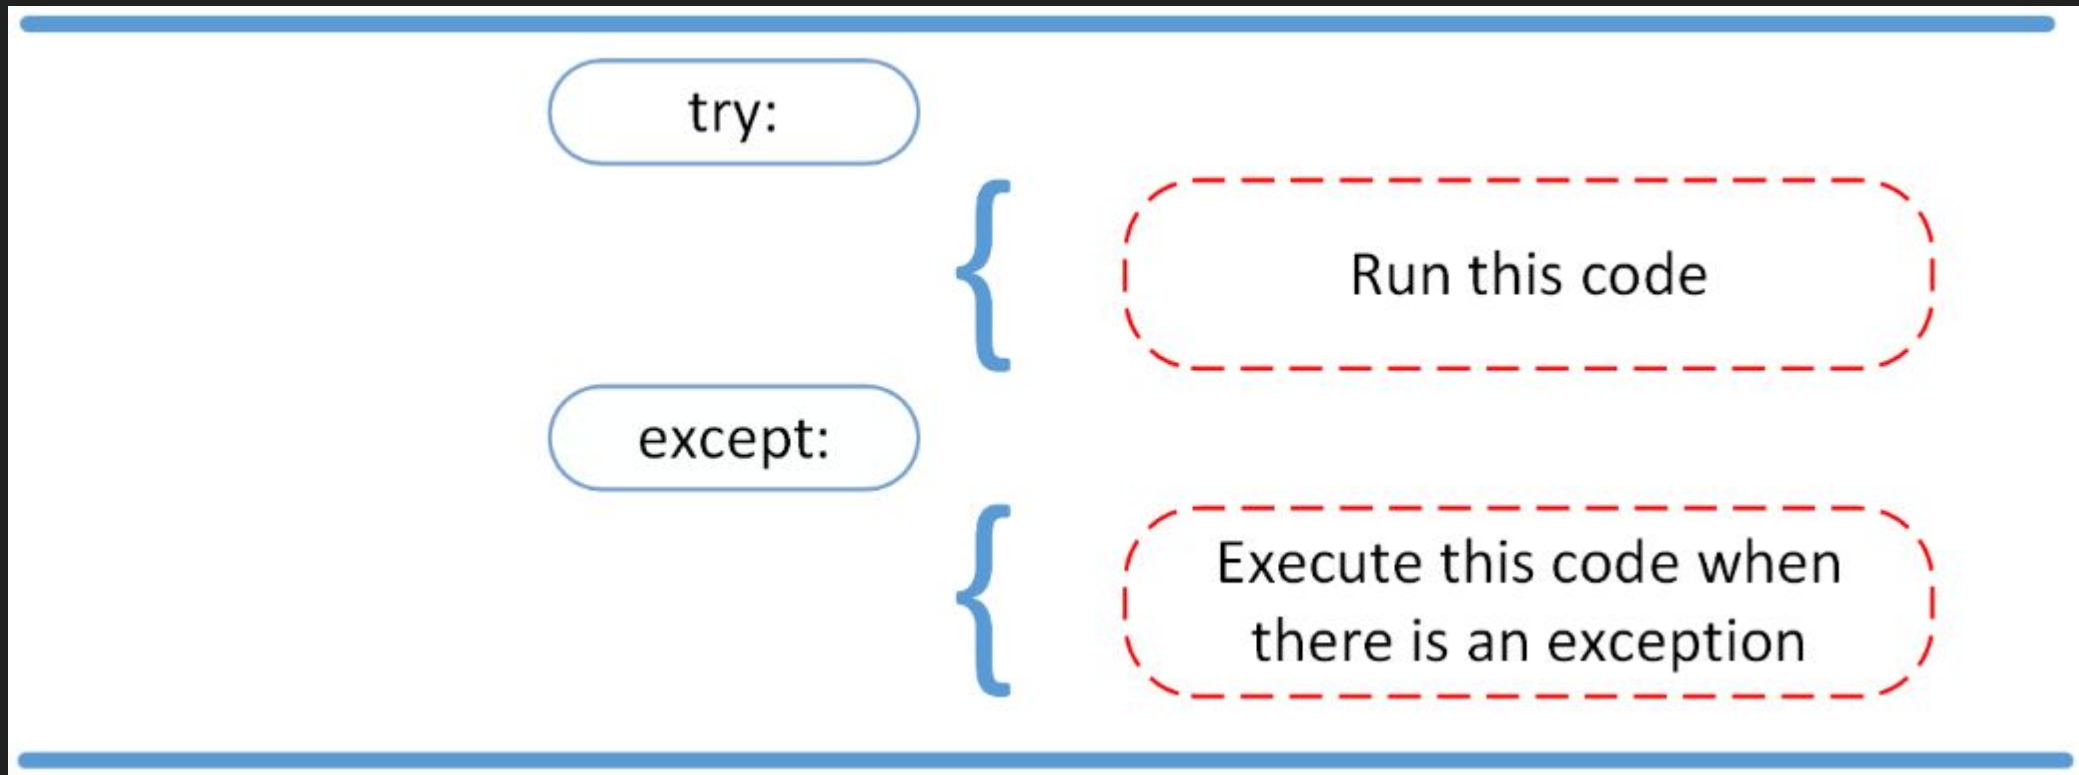 try:
Run this code
except:
Execute this code when
there is an exception